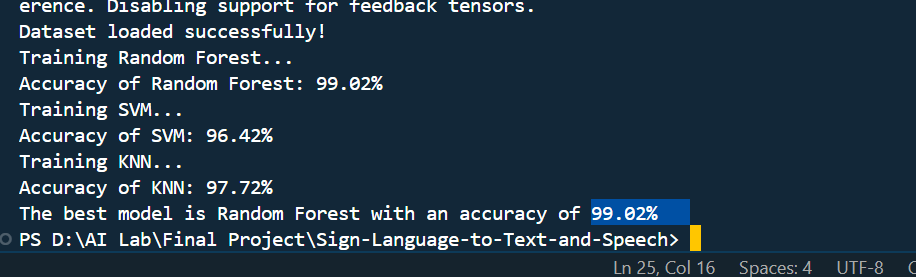 erence. Disabling support for feedback tensors.
Dataset loaded successfully!
Training Random Forest...
Accuracy of Random Forest: 99.02%
Training SVM...
Accuracy of SVM: 96.42%
Training KNN...
Accuracy of KNN: 97.72%
The best model is Random Forest with an accuracy of 99.02%
PS D:\AI Lab\Final Project\Sign-Language-to-Text-and-Speech>
Ln 25, Col 16 Spaces: 4 UTF-8